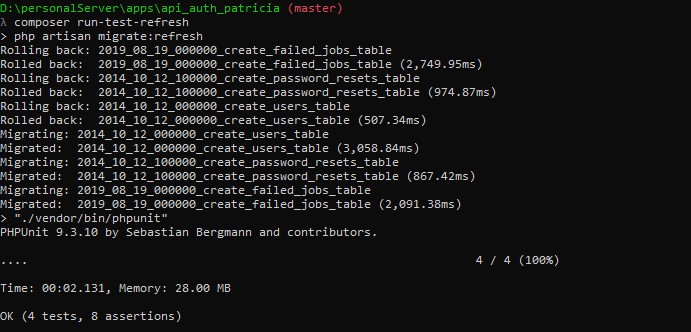 D:\personalServer\apps\api_auth_patricia (master)
λ composer run-test-refresh
> php artisan migrate:refresh
Rolling back: 2019_08_19_000000_create_failed_jobs_table
Rolled back:  2019_08_19_000000_create_failed_jobs_table (2,749.95ms)
Rolling back: 2014_10_12_100000_create_password_resets_table
Rolled back:  2014_10_12_100000_create_password_resets_table (974.87ms)
Rolling back: 2014_10_12_000000_create_users_table
Rolled back:  2014_10_12_000000_create_users_table (507.34ms)
Migrating: 2014_10_12_000000_create_users_table
Migrated:  2014_10_12_000000_create_users_table (3,058.84ms)
Migrating: 2014_10_12_100000_create_password_resets_table
Migrated:  2014_10_12_100000_create_password_resets_table (867.42ms)
Migrating: 2019_08_19_000000_create_failed_jobs_table
Migrated:  2019_08_19_000000_create_failed_jobs_table (2,091.38ms)
> "./vendor/bin/phpunit"
PHPUnit 9.3.10 by Sebastian Bergmann and contributors.
.... 4 / 4 (100%)
Time: 00:02.131, Memory: 28.00 MB
OK (4 tests, 8 assertions)